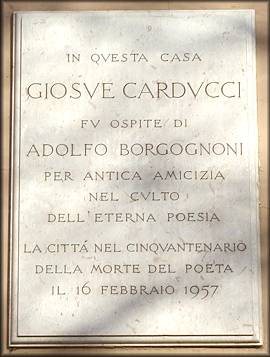 IN QVESTA CASA
GIOSVE CARDVCCI
FV OSPITE DI
ADOLFO BORGOGNONI
PER ANTICA AMICIZIA
NEL CVLTO
DELL'ETERNA POESIA
LA CITTÁ NEL CINQVANTENARIO
DELLA MORTE DEL POETA
IL 16 FEBBRAIO 1957